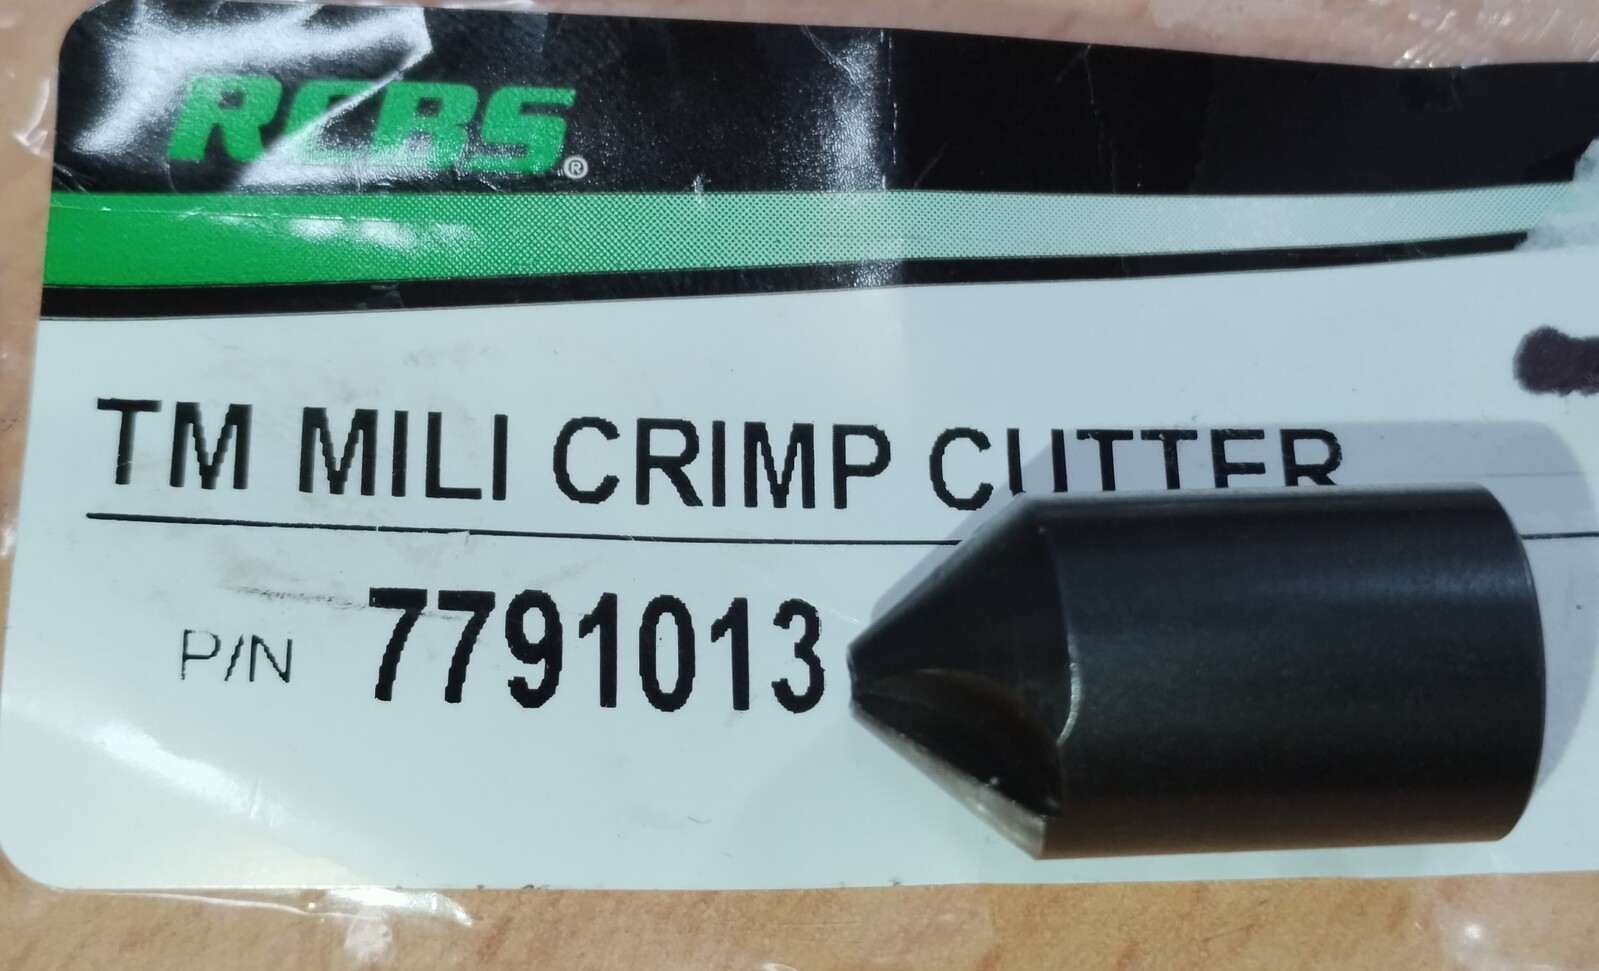 RCBS®
TM MILI CRIMP CUTTER
P/N 7791013